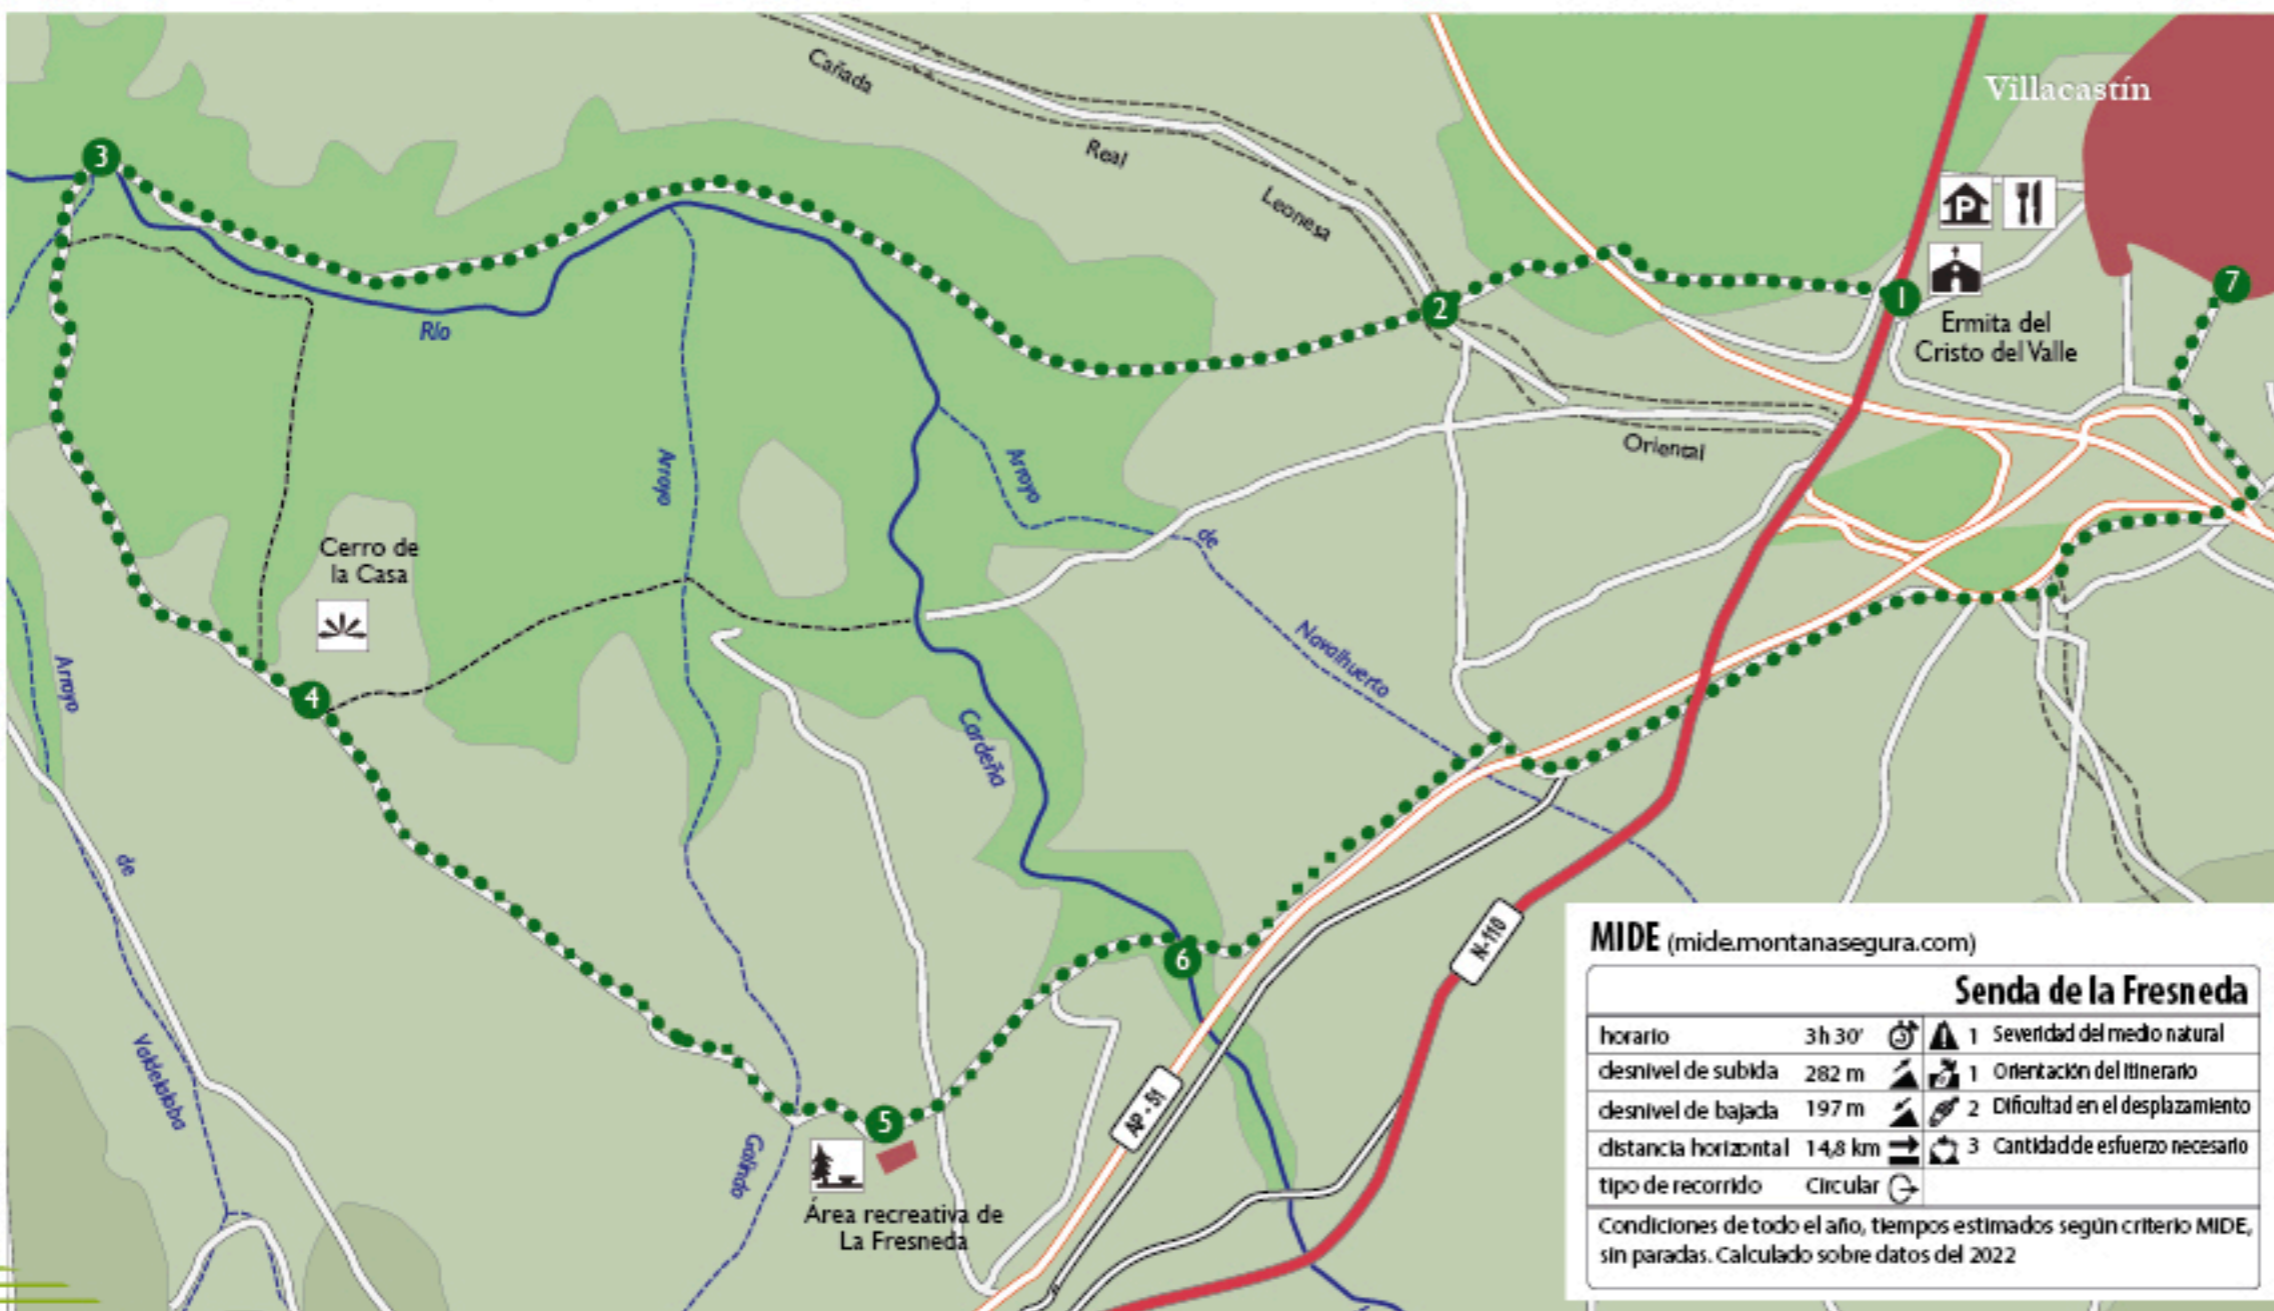 Villacastín
Cañada
Real
Leonesa
Oriental
3
2
1
7
P
Ermita del
Cristo del Valle
Río
Arroyo
Arroyo
de
Navalhuerto
Cerro de
la Casa
4
Arroyo
de
Valdelobo
Cardeña
Galindo
5
6
Área recreativa de
La Fresneda
AP - 51
N-110
MIDE (mide.montanasegura.com)
Senda de la Fresneda
horario 3h 30' 1 Severidad del medio natural
desnivel de subida 282 m 1 Orientación del itinerario
desnivel de bajada 197 m 2 Dificultad en el desplazamiento
distancia horizontal 14,8 km 3 Cantidad de esfuerzo necesario
tipo de recorrido Circular
Condiciones de todo el año, tiempos estimados según criterio MIDE,
sin paradas. Calculado sobre datos del 2022